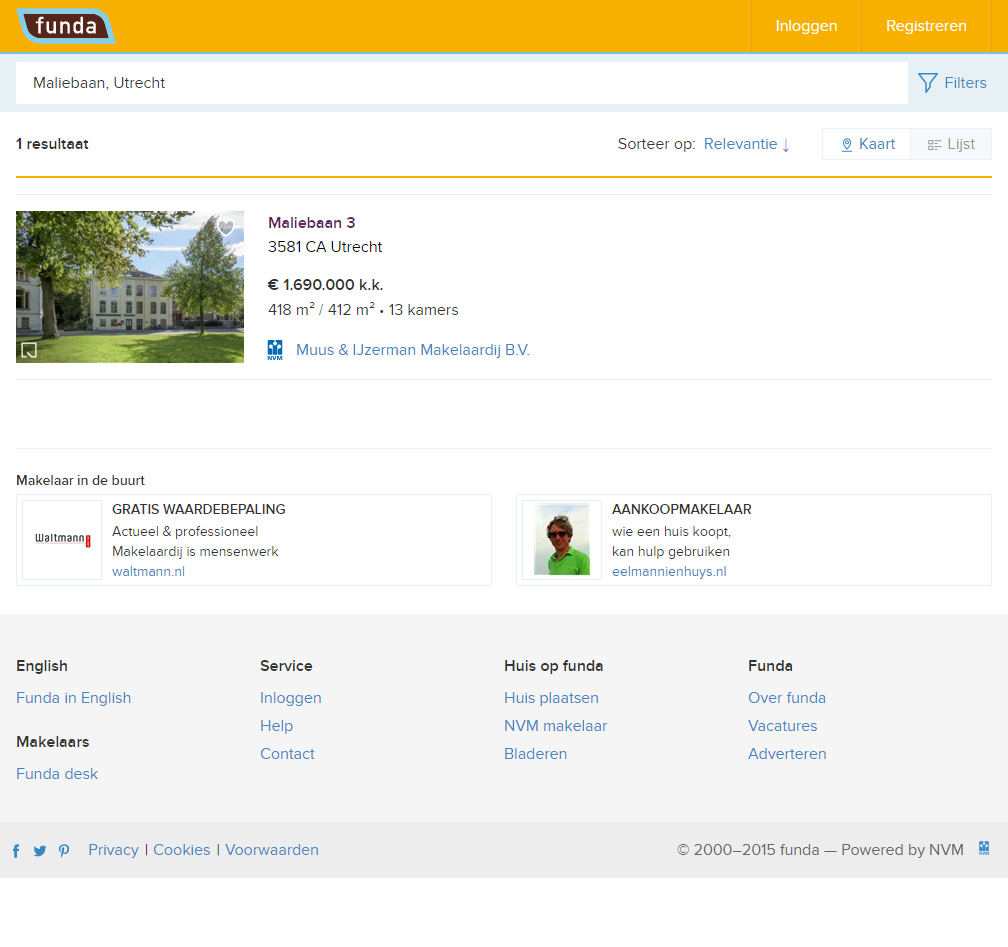 funda
Inloggen
Registreren
Maliebaan, Utrecht
Filters
1 resultaat
Sorteer op: Relevantie ↓
Kaart
Lijst
Maliebaan 3
3581 CA Utrecht
€ 1.690.000 k.k.
418 m² / 412 m² • 13 kamers
NVM
Muus & IJzerman Makelaardij B.V.
Makelaar in de buurt
Waltmann
GRATIS WAARDEBEPALING
Actueel & professioneel
Makelaardij is mensenwerk
waltmann.nl
AANKOOPMAKELAAR
wie een huis koopt,
kan hulp gebruiken
eelmannienhuys.nl
English
Funda in English
Makelaars
Funda desk
Service
Inloggen
Help
Contact
Huis op funda
Huis plaatsen
NVM makelaar
Bladeren
Funda
Over funda
Vacatures
Adverteren
Privacy | Cookies | Voorwaarden
© 2000–2015 funda — Powered by NVM